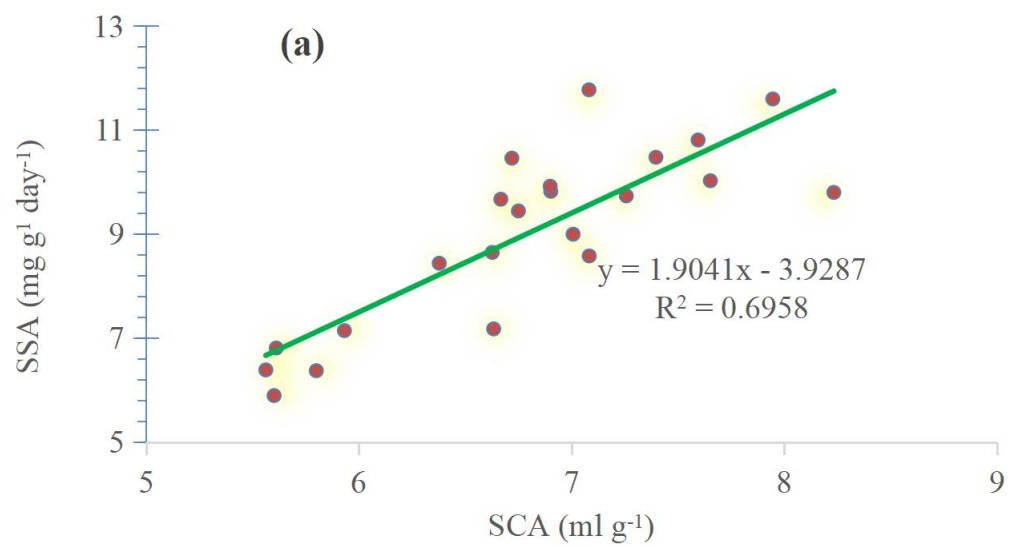 (a)
13
11
9
7
5
SSA (mg g¹ day⁻¹)
y = 1.9041x - 3.9287
R² = 0.6958
5 6 7 8 9
SCA (ml g⁻¹)